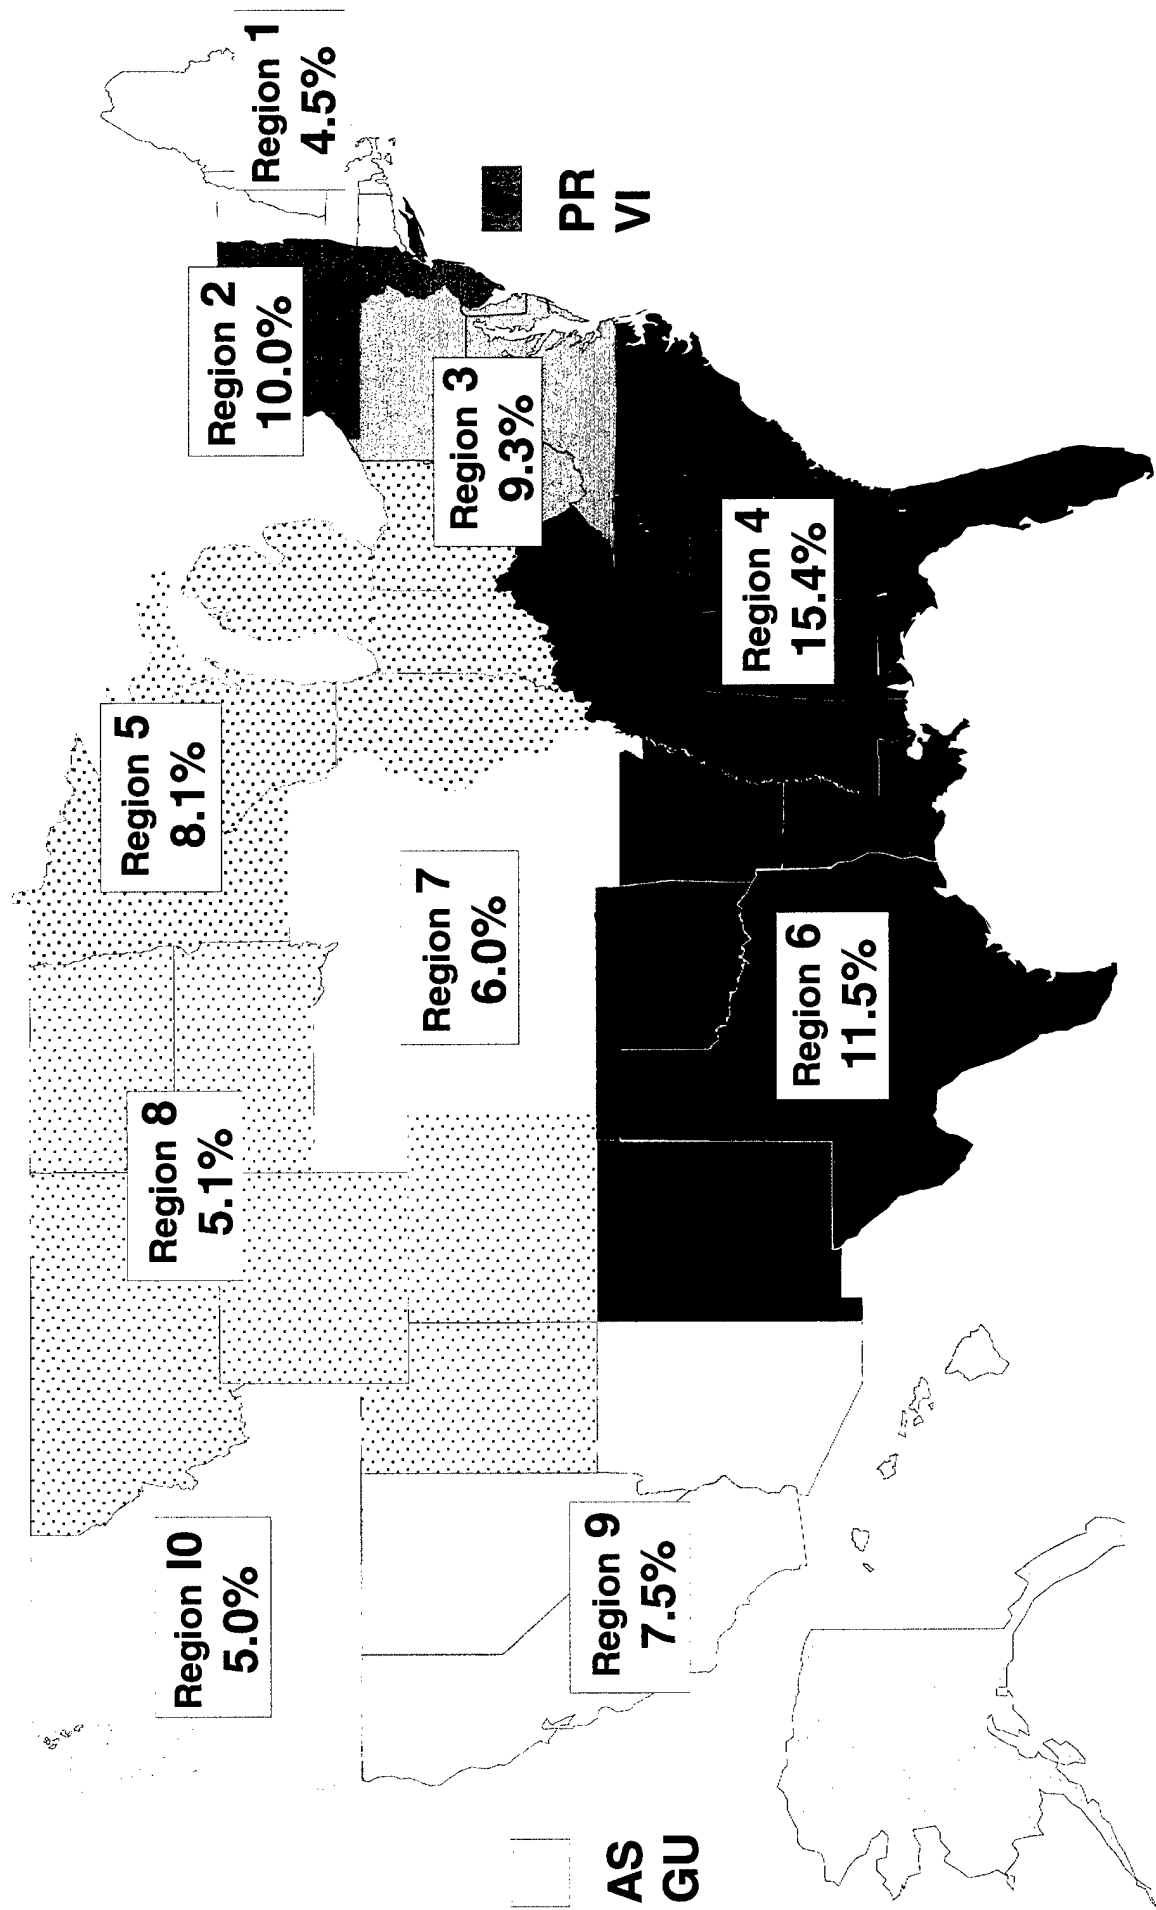 Region 1
4.5%
Region 2
10.0%
PR
VI
Region 3
9.3%
Region 4
15.4%
Region 5
8.1%
Region 7
6.0%
Region 6
11.5%
Region 8
5.1%
Region I0
5.0%
Region 9
7.5%
AS
GU